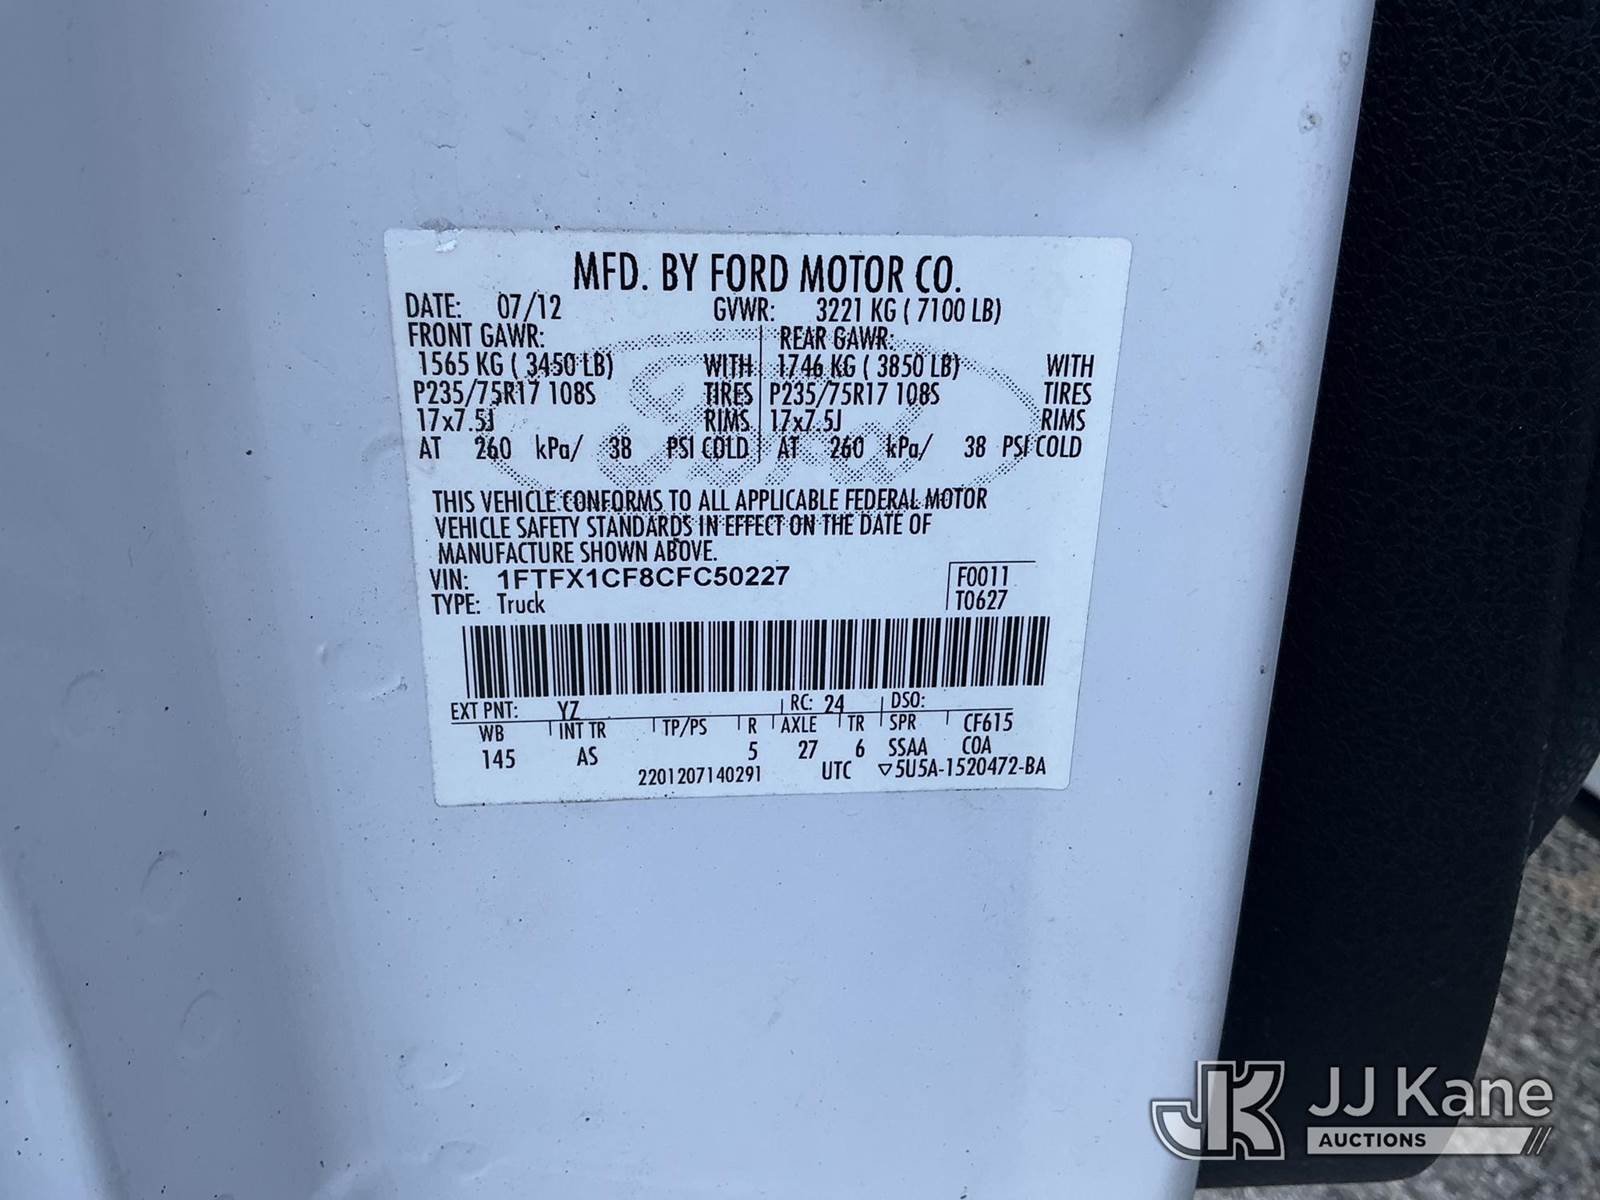 MFD. BY FORD MOTOR CO.
DATE: 07/12 GVWR: 3221 KG ( 7100 LB)
FRONT GAWR: REAR GAWR:
1565 KG ( 3450 LB) WITH 1746 KG ( 3850 LB) WITH
P235/75R17 108S TIRES P235/75R17 108S TIRES
17x7.5J RIMS 17x7.5J RIMS
AT 260 kPa/ 38 PSI COLD AT 260 kPa/ 38 PSI COLD
Ford
THIS VEHICLE CONFORMS TO ALL APPLICABLE FEDERAL MOTOR
VEHICLE SAFETY STANDARDS IN EFFECT ON THE DATE OF
MANUFACTURE SHOWN ABOVE.
VIN: 1FTFX1CF8CFC50227 F0011
TYPE: Truck T0627
EXT PNT: YZ RC: 24 DSO:
WB INT TR TP/PS R AXLE TR SPR CF615
145 AS 5 27 6 SSAA COA
2201207140291 UTC ▽5U5A-1520472-BA
JK JJ Kane
AUCTIONS